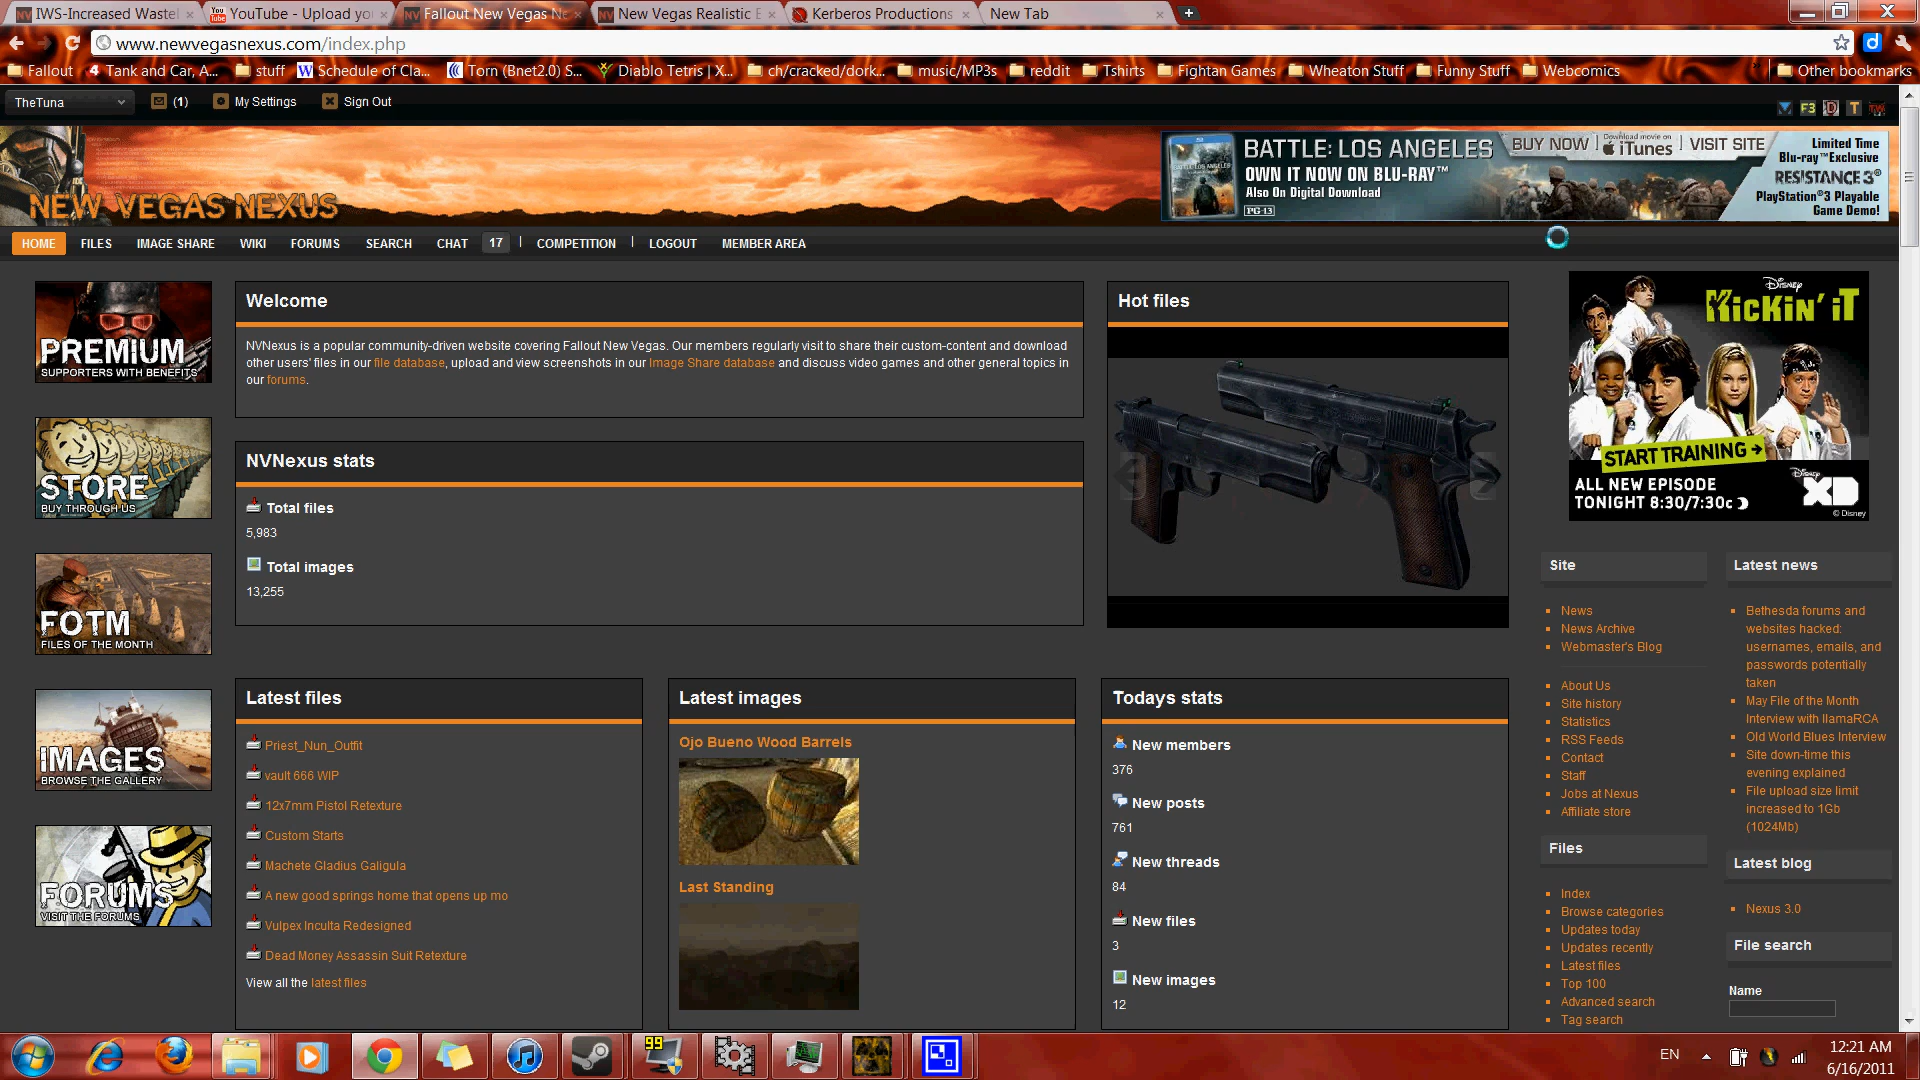 IWS-Increased Wastel
YouTube - Upload you
Fallout New Vegas Ne
New Vegas Realistic E
Kerberos Productions
New Tab
www.newvegasnexus.com/index.php
Fallout
Tank and Car, A...
stuff
Schedule of Cla...
Torn (Bnet2.0) S...
Diablo Tetris | X...
ch/cracked/dork...
music/MP3s
reddit
Tshirts
Fightan Games
Wheaton Stuff
Funny Stuff
Webcomics
Other bookmarks
TheTuna
(1)
My Settings
Sign Out
F3
D
T
TW
NEW VEGAS NEXUS
BATTLE: LOS ANGELES
OWN IT NOW ON BLU-RAY™
Also On Digital Download
PG-13
BUY NOW
Download movie on
iTunes
VISIT SITE
Limited Time
Blu-ray™Exclusive
RESISTANCE 3®
PlayStation®3 Playable
Game Demo!
HOME
FILES
IMAGE SHARE
WIKI
FORUMS
SEARCH
CHAT
17
COMPETITION
LOGOUT
MEMBER AREA
PREMIUM
SUPPORTERS WITH BENEFITS
STORE
BUY THROUGH US
FOTM
FILES OF THE MONTH
IMAGES
BROWSE THE GALLERY
FORUMS
VISIT THE FORUMS
Welcome
NVNexus is a popular community-driven website covering Fallout New Vegas. Our members regularly visit to share their custom-content and download
other users' files in our file database, upload and view screenshots in our Image Share database and discuss video games and other general topics in
our forums.
NVNexus stats
Total files
5,983
Total images
13,255
Hot files
Disney
KICKIN' IT
START TRAINING
ALL NEW EPISODE
TONIGHT 8:30/7:30c
Disney XD
© Disney
Latest files
Priest_Nun_Outfit
vault 666 WIP
12x7mm Pistol Retexture
Custom Starts
Machete Gladius Galigula
A new good springs home that opens up mo
Vulpex Inculta Redesigned
Dead Money Assassin Suit Retexture
View all the latest files
Latest images
Ojo Bueno Wood Barrels
Last Standing
Todays stats
New members
376
New posts
761
New threads
84
New files
3
New images
12
Site
News
News Archive
Webmaster's Blog
About Us
Site history
Statistics
RSS Feeds
Contact
Staff
Jobs at Nexus
Affiliate store
Files
Index
Browse categories
Updates today
Updates recently
Latest files
Top 100
Advanced search
Tag search
Latest news
Bethesda forums and
websites hacked:
usernames, emails, and
passwords potentially
taken
May File of the Month
Interview with llamaRCA
Old World Blues Interview
Site down-time this
evening explained
File upload size limit
increased to 1Gb
(1024Mb)
Latest blog
Nexus 3.0
File search
Name
99
EN
12:21 AM
6/16/2011